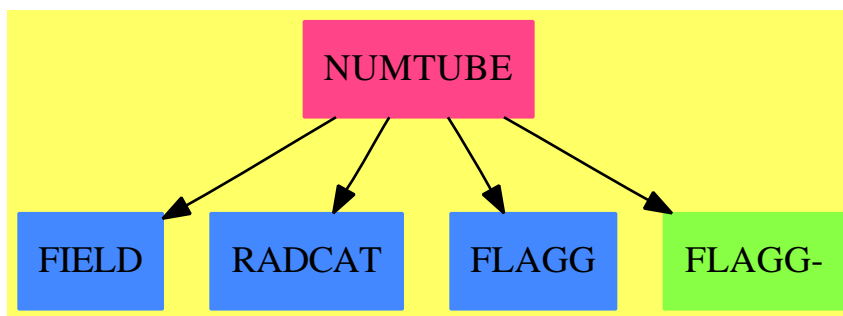 NUMTUBE
FIELD
RADCAT
FLAGG
FLAGG-